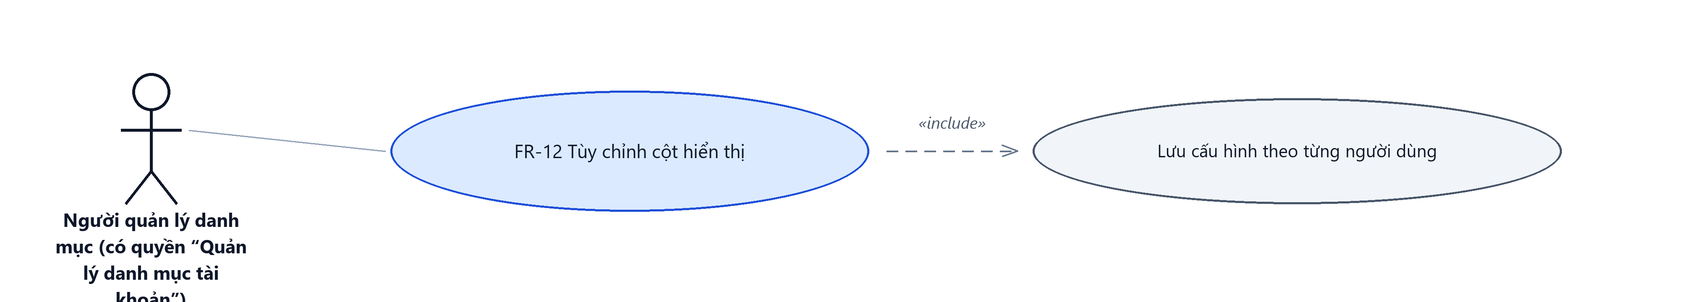 «include»
FR-12 Tùy chỉnh cột hiển thị
Lưu cấu hình theo từng người dùng
Người quản lý danh
mục (có quyền “Quản
lý danh mục tài
khoản”)